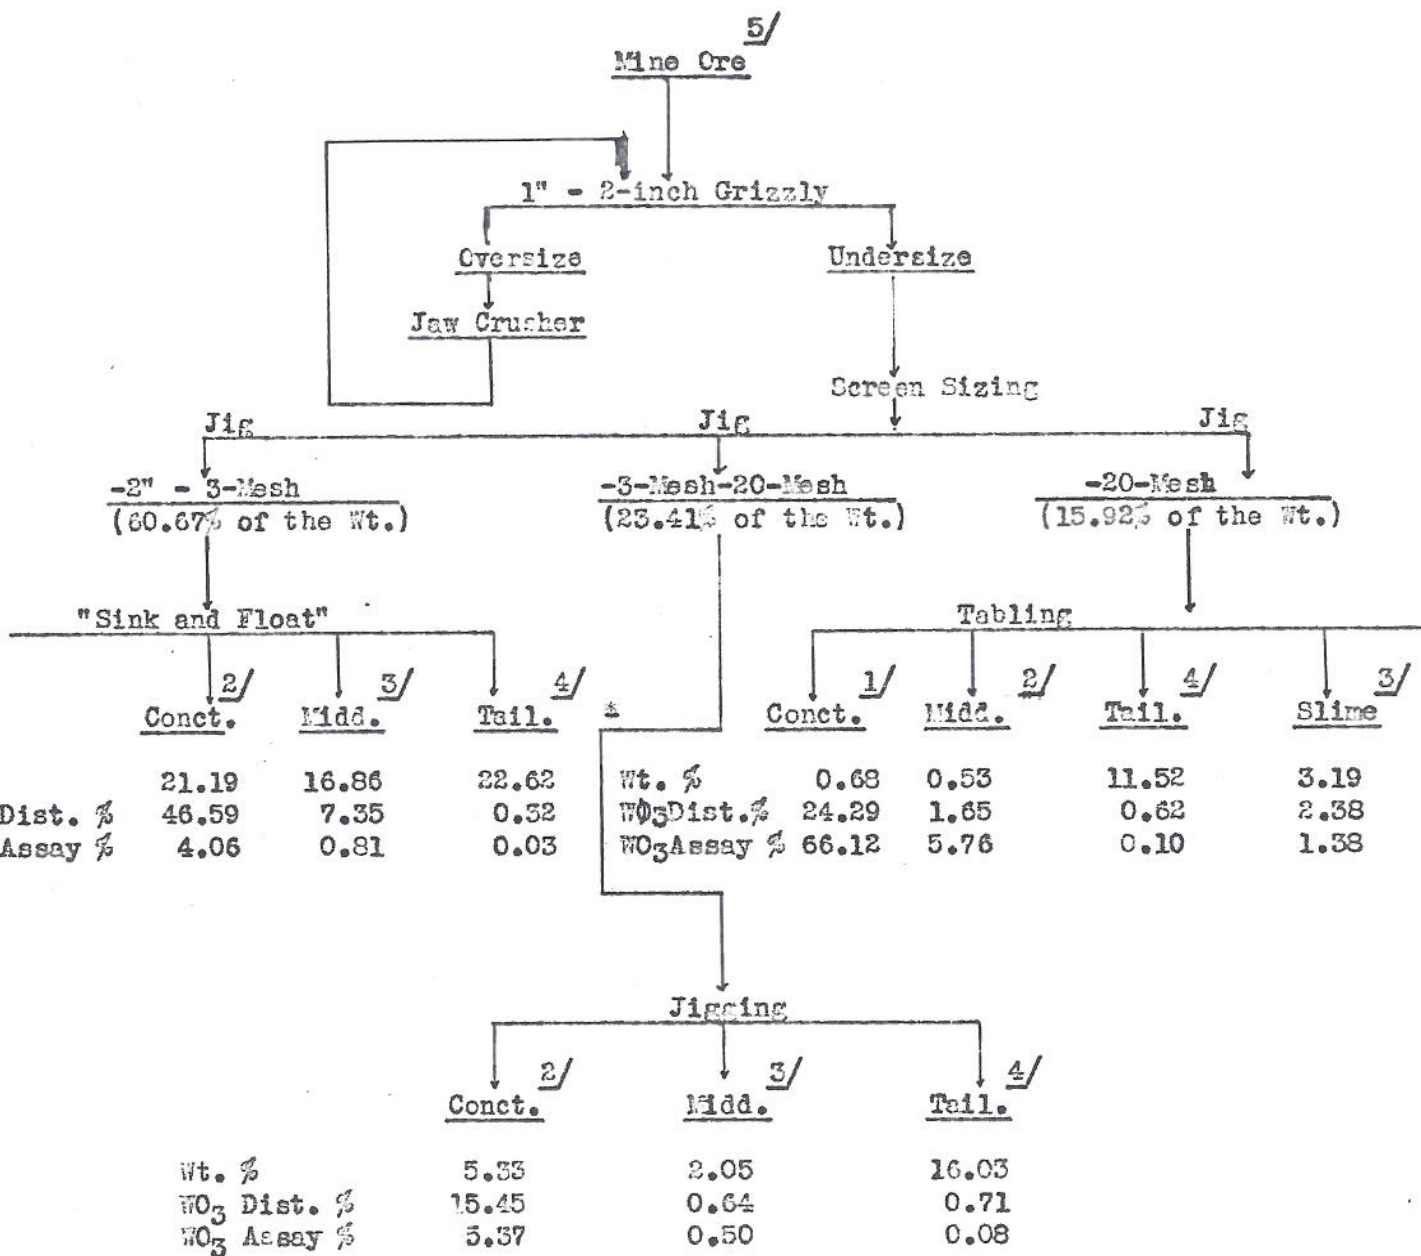 5/
Mine Ore
1" - 2-inch Grizzly
Oversize
Undersize
Jaw Crusher
Screen Sizing
Jig Jig Jig
-2" - 3-Mesh -3-Mesh-20-Mesh -20-Mesh
(60.67% of the Wt.) (23.41% of the Wt.) (15.92% of the Wt.)
"Sink and Float" Tabling
2/ 3/ 4/ 1/ 2/ 4/ 3/
Conct. Midd. Tail. * Conct. Midd. Tail. Slime
21.19 16.86 22.62 Wt. % 0.68 0.53 11.52 3.19
Dist. % 46.59 7.35 0.32 WO3Dist.% 24.29 1.65 0.62 2.38
Assay % 4.06 0.81 0.03 WO3Assay % 66.12 5.76 0.10 1.38
Jigging
2/ 3/ 4/
Conct. Midd. Tail.
Wt. % 5.33 2.05 16.03
WO3 Dist. % 15.45 0.64 0.71
WO3 Assay % 5.37 0.50 0.08